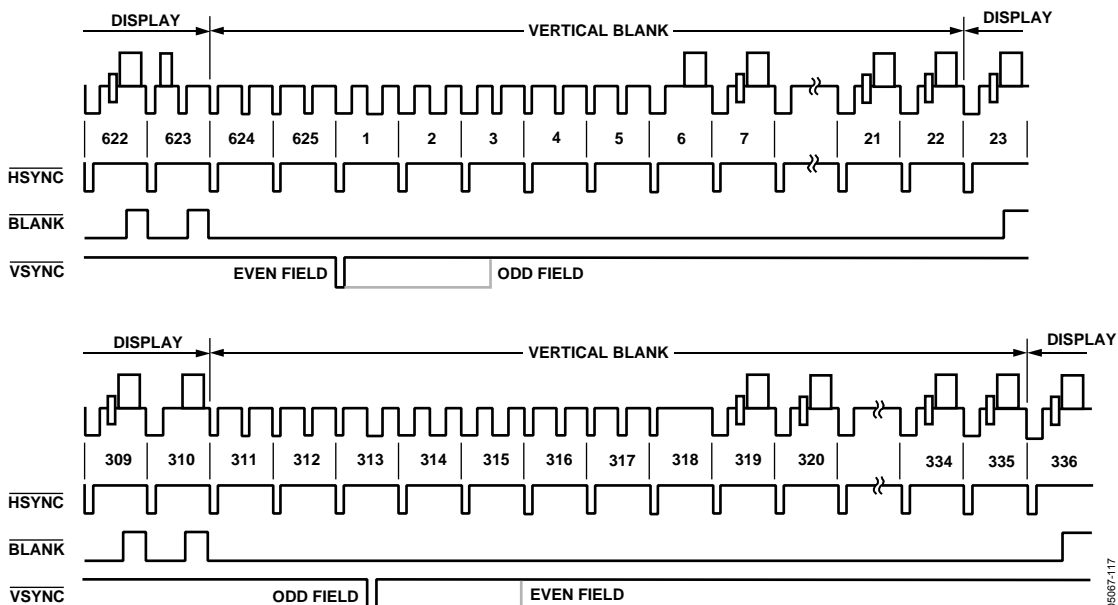 DISPLAY VERTICAL BLANK DISPLAY
622 623 624 625 1 2 3 4 5 6 7 21 22 23
HSYNC
BLANK
VSYNC EVEN FIELD ODD FIELD
DISPLAY VERTICAL BLANK DISPLAY
309 310 311 312 313 314 315 316 317 318 319 320 334 335 336
HSYNC
BLANK
VSYNC ODD FIELD EVEN FIELD
05067-117